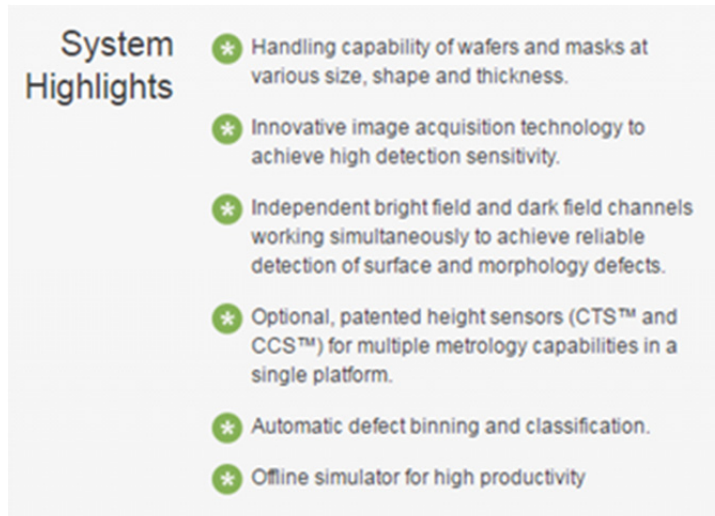 System
Highlights
Handling capability of wafers and masks at
various size, shape and thickness.
Innovative image acquisition technology to
achieve high detection sensitivity.
Independent bright field and dark field channels
working simultaneously to achieve reliable
detection of surface and morphology defects.
Optional, patented height sensors (CTS™ and
CCS™) for multiple metrology capabilities in a
single platform.
Automatic defect binning and classification.
Offline simulator for high productivity